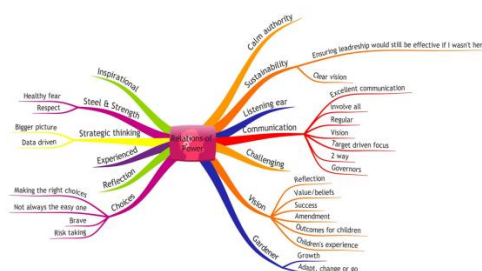 Calm authority
Sustainability
Ensuring leadreship would still be effective if I wasn't her
Clear vision
Listening ear
Communication
Excellent communication
Involve all
Regular
Vision
Target driven focus
2 way
Governors
Challenging
Vision
Reflection
Value/beliefs
Success
Amendment
Outcomes for children
Children's experience
Gardener
Growth
Adapt, change or go
Relations of
Power
Inspirational
Steel & Strength
Healthy fear
Respect
Strategic thinking
Bigger picture
Data driven
Experienced
Reflection
Choices
Making the right choices
Not always the easy one
Brave
Risk taking